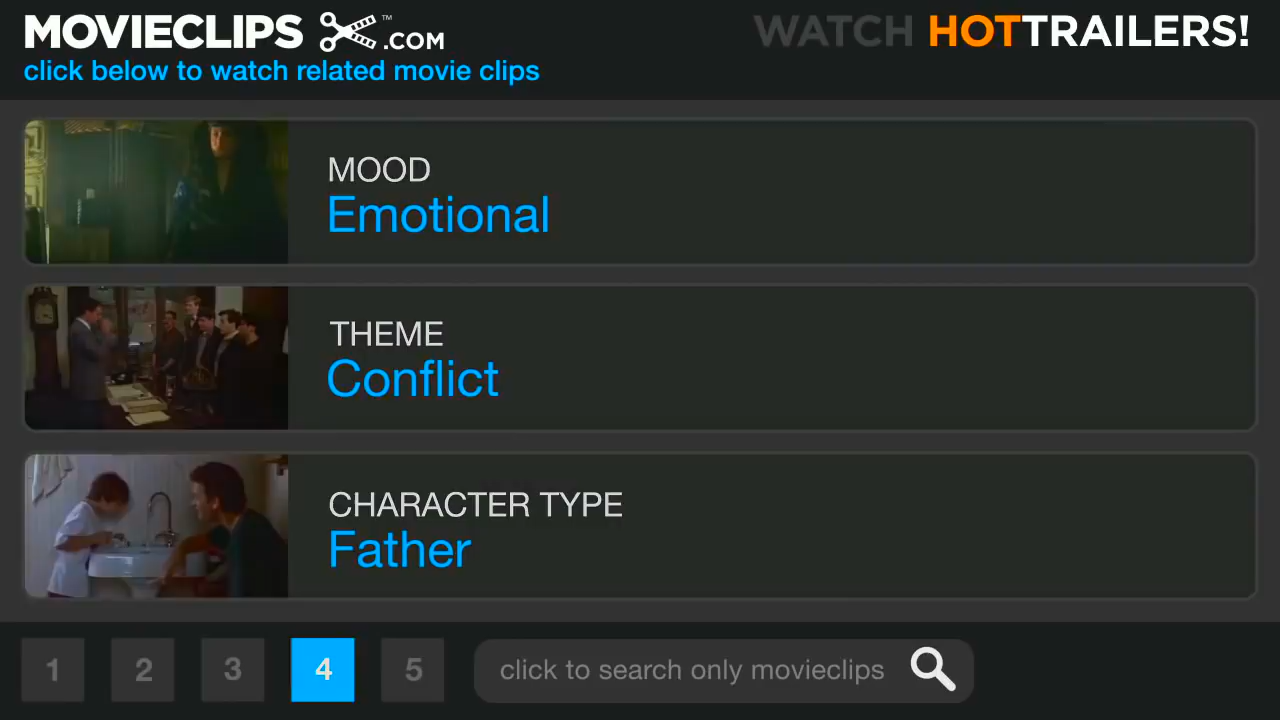 MOVIECLIPS ™ .COM
WATCH HOTTRAILERS!
click below to watch related movie clips
MOOD
Emotional
THEME
Conflict
CHARACTER TYPE
Father
1 2 3 4 5 click to search only movieclips